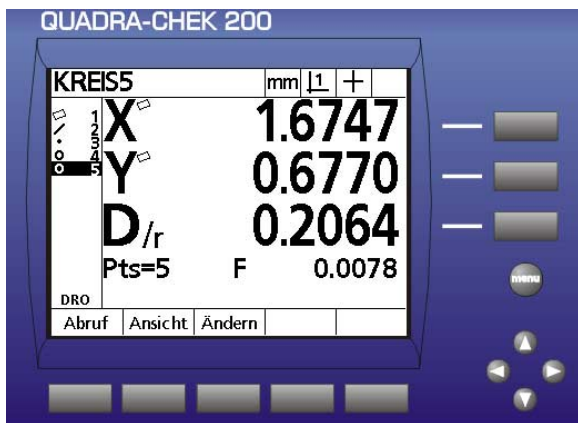 QUADRA-CHEK 200
KREIS5 mm 1
1 X 1.6747
2
3
4 Y 0.6770
5
D/r 0.2064
Pts=5 F 0.0078
DRO
Abruf Ansicht Ändern
menu